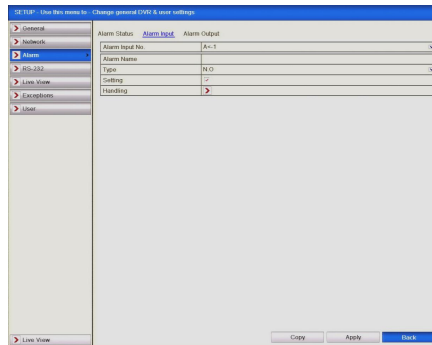 SETUP - Use this menu to - Change general DVR & user settings
General
Network
Alarm
RS-232
Live View
Exceptions
User
Live View
Alarm Status Alarm Input Alarm Output
Alarm Input No. A<-1
Alarm Name
Type N.O
Setting
Handling
Copy Apply Back